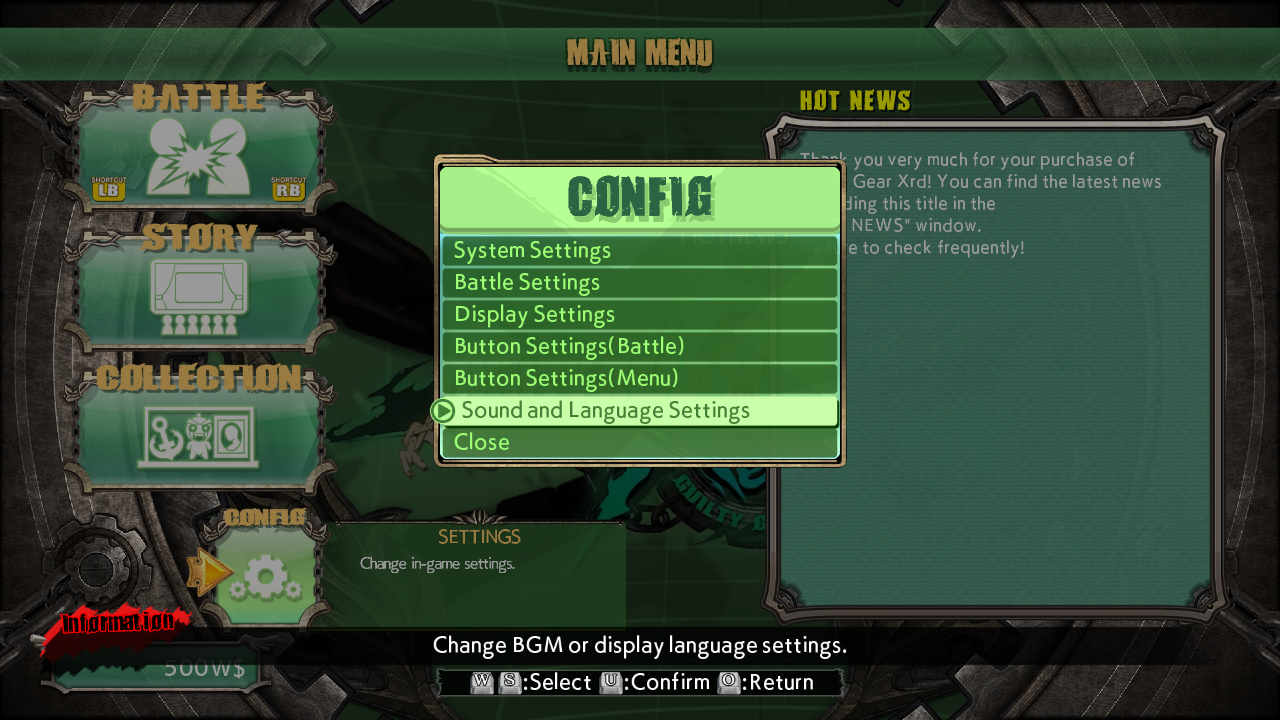 MAIN MENU
BATTLE
SHORTCUT
LB
SHORTCUT
RB
STORY
COLLECTION
CONFIG
SETTINGS
Change in-game settings.
Information
500W$
CONFIG
System Settings
Battle Settings
Display Settings
Button Settings(Battle)
Button Settings(Menu)
Sound and Language Settings
Close
HOT NEWS
Thank you very much for your purchase of
Gear Xrd! You can find the latest news
ding this title in the
NEWS" window.
e to check frequently!
GUILTY G
Change BGM or display language settings.
W S:Select U:Confirm O:Return